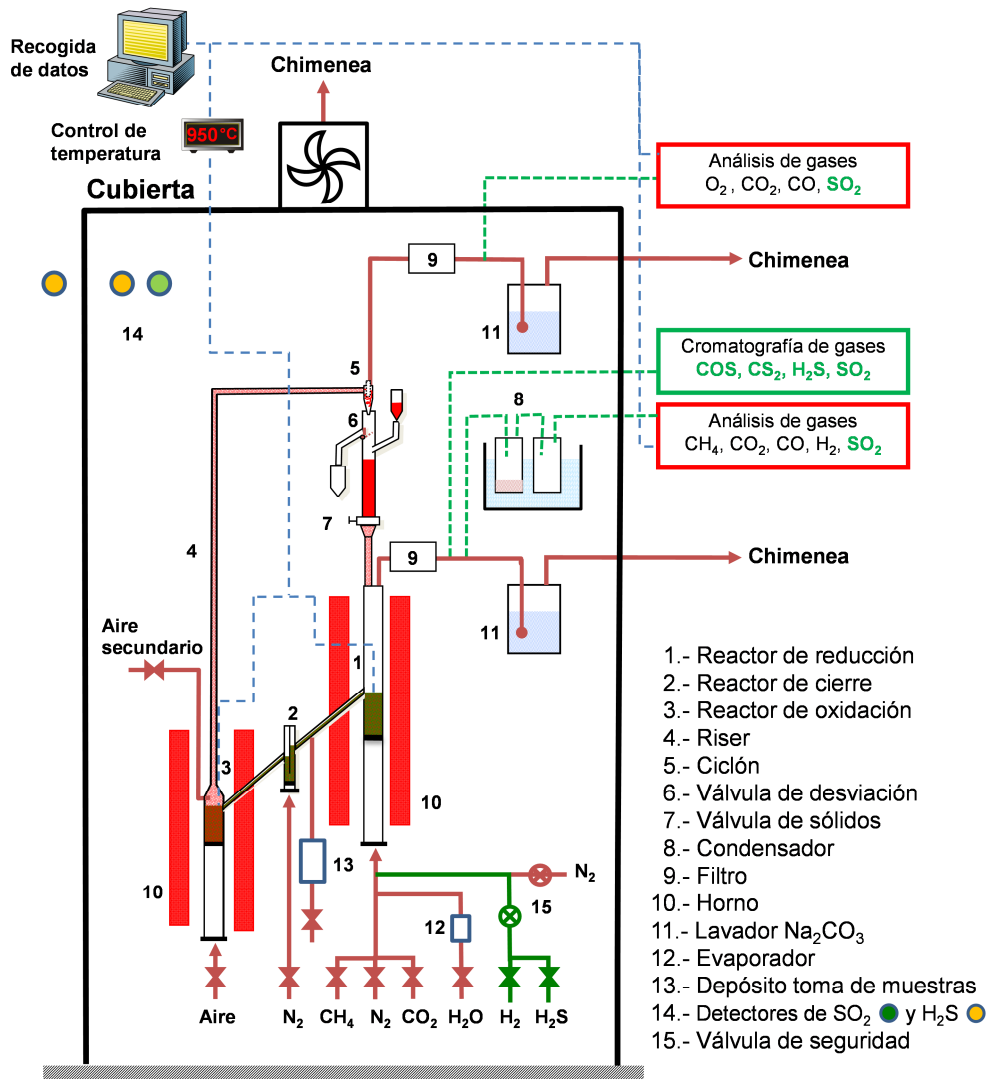 Recogida
de datos
Chimenea
Control de
temperatura
950°C
Cubierta
Análisis de gases
O₂ , CO₂, CO, SO₂
9
Chimenea
11
14
Cromatografía de gases
COS, CS₂, H₂S, SO₂
5
8
6
Análisis de gases
CH₄, CO₂, CO, H₂, SO₂
7
4
9
Chimenea
11
Aire
secundario
1
2
3
10
13
10
N₂
15
12
Aire
N₂
CH₄
N₂
CO₂
H₂O
H₂
H₂S
1.- Reactor de reducción
2.- Reactor de cierre
3.- Reactor de oxidación
4.- Riser
5.- Ciclón
6.- Válvula de desviación
7.- Válvula de sólidos
8.- Condensador
9.- Filtro
10.- Horno
11.- Lavador Na₂CO₃
12.- Evaporador
13.- Depósito toma de muestras
14.- Detectores de SO₂ y H₂S
15.- Válvula de seguridad